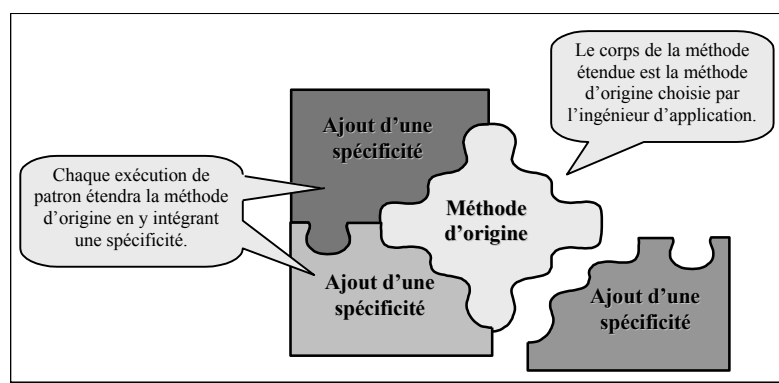 Le corps de la méthode
étendue est la méthode
d'origine choisie par
l'ingénieur d'application.
Ajout d'une
spécificité
Chaque exécution de
patron étendra la méthode
d'origine en y intégrant
une spécificité.
Méthode
d'origine
Ajout d'une
spécificité
Ajout d'une
spécificité